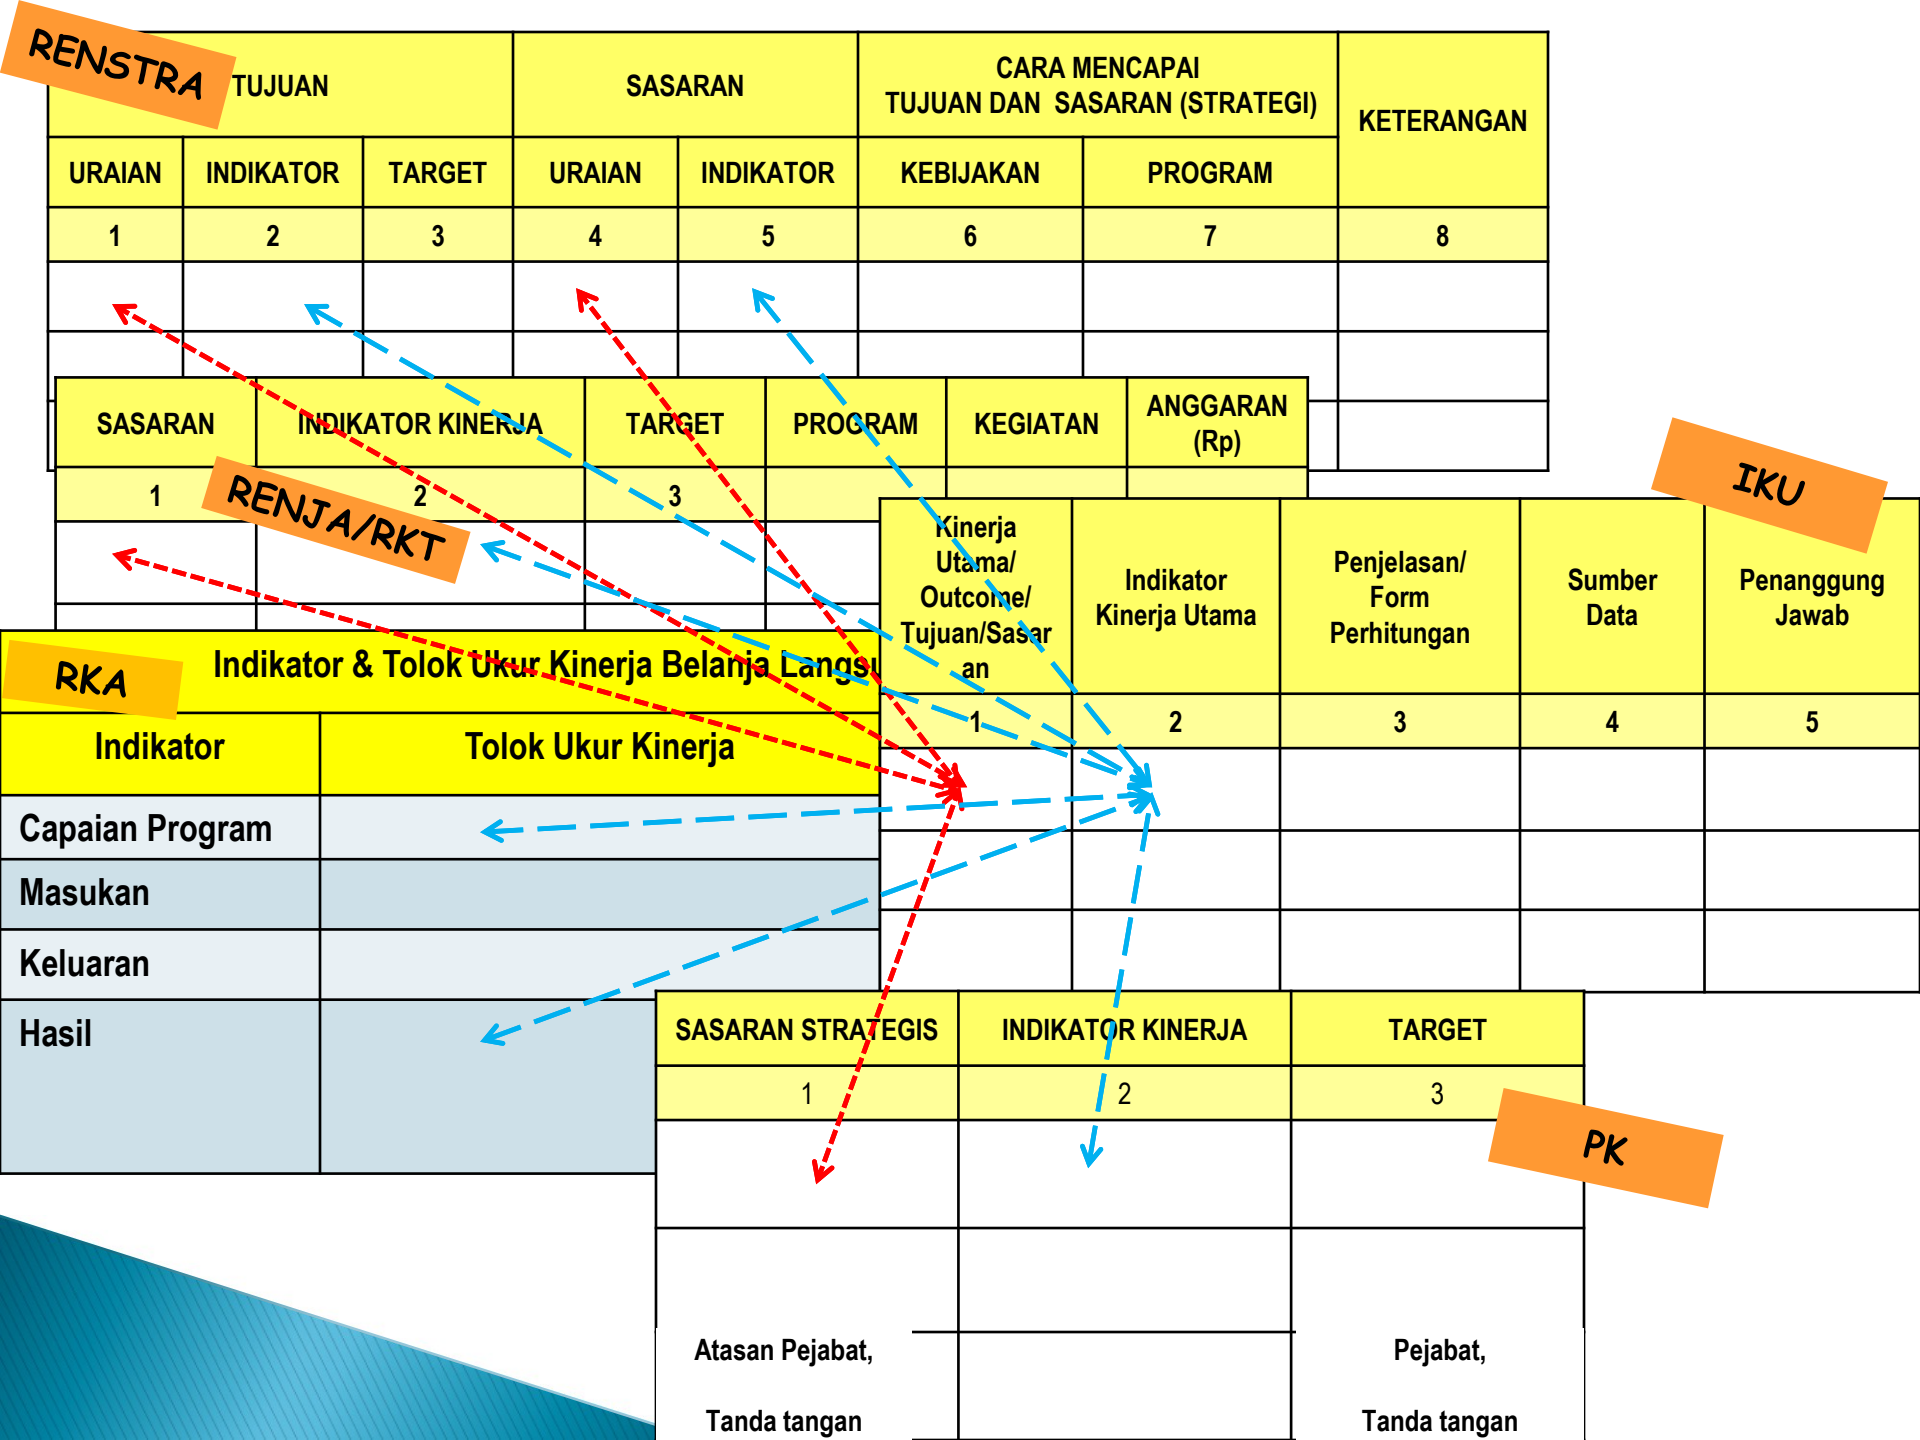 RENSTRA
TUJUAN
SASARAN
CARA MENCAPAI
TUJUAN DAN SASARAN (STRATEGI)
KETERANGAN
URAIAN
INDIKATOR
TARGET
URAIAN
INDIKATOR
KEBIJAKAN
PROGRAM
1
2
3
4
5
6
7
8
SASARAN
INDIKATOR KINERJA
TARGET
PROGRAM
KEGIATAN
ANGGARAN
(Rp)
1
2
3
RENJA/RKT
IKU
Kinerja
Utama/
Outcome/
Tujuan/Sasar
an
Indikator
Kinerja Utama
Penjelasan/
Form
Perhitungan
Sumber
Data
Penanggung
Jawab
1
2
3
4
5
RKA
Indikator & Tolok Ukur Kinerja Belanja Langsu
Indikator
Tolok Ukur Kinerja
Capaian Program
Masukan
Keluaran
Hasil
SASARAN STRATEGIS
INDIKATOR KINERJA
TARGET
1
2
3
PK
Atasan Pejabat,
Pejabat,
Tanda tangan
Tanda tangan